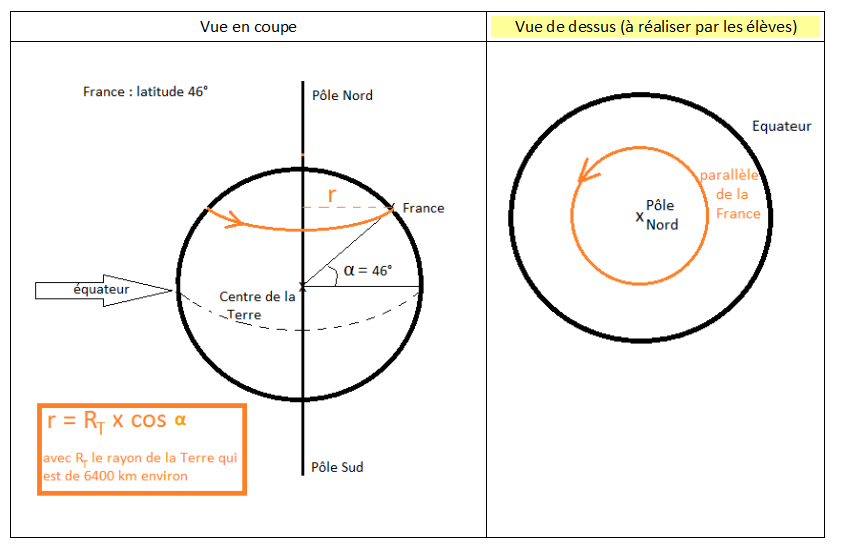 Vue en coupe
Vue de dessus (à réaliser par les élèves)
France : latitude 46°
Pôle Nord
r
France
α = 46°
équateur
Centre de la
Terre
Pôle Sud
r = R_T x cos α
avec R_T le rayon de la Terre qui
est de 6400 km environ
Equateur
parallèle
de la
France
x Pôle
Nord